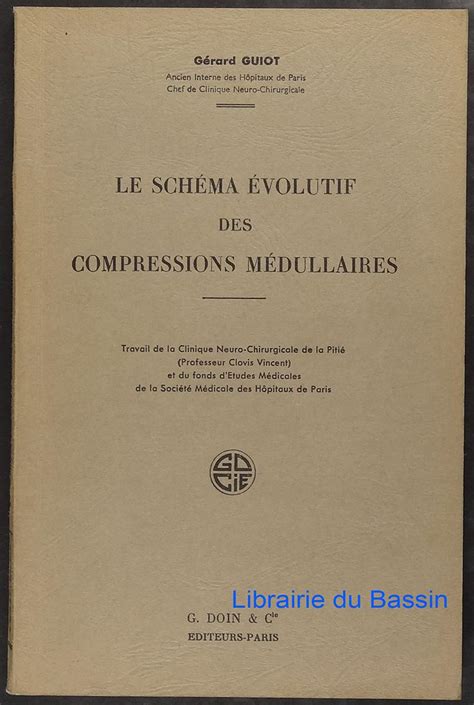 Gérard GUIOT
Ancien Interne des Hôpitaux de Paris
Chef de Clinique Neuro-Chirurgicale
LE SCHÉMA ÉVOLUTIF
DES
COMPRESSIONS MÉDULLAIRES
Travail de la Clinique Neuro-Chirurgicale de la Pitié
(Professeur Clovis Vincent)
et du fonds d'Etudes Médicales
de la Société Médicale des Hôpitaux de Paris
GD
CIE
Librairie du Bassin
G. DOIN & Cie
EDITEURS-PARIS